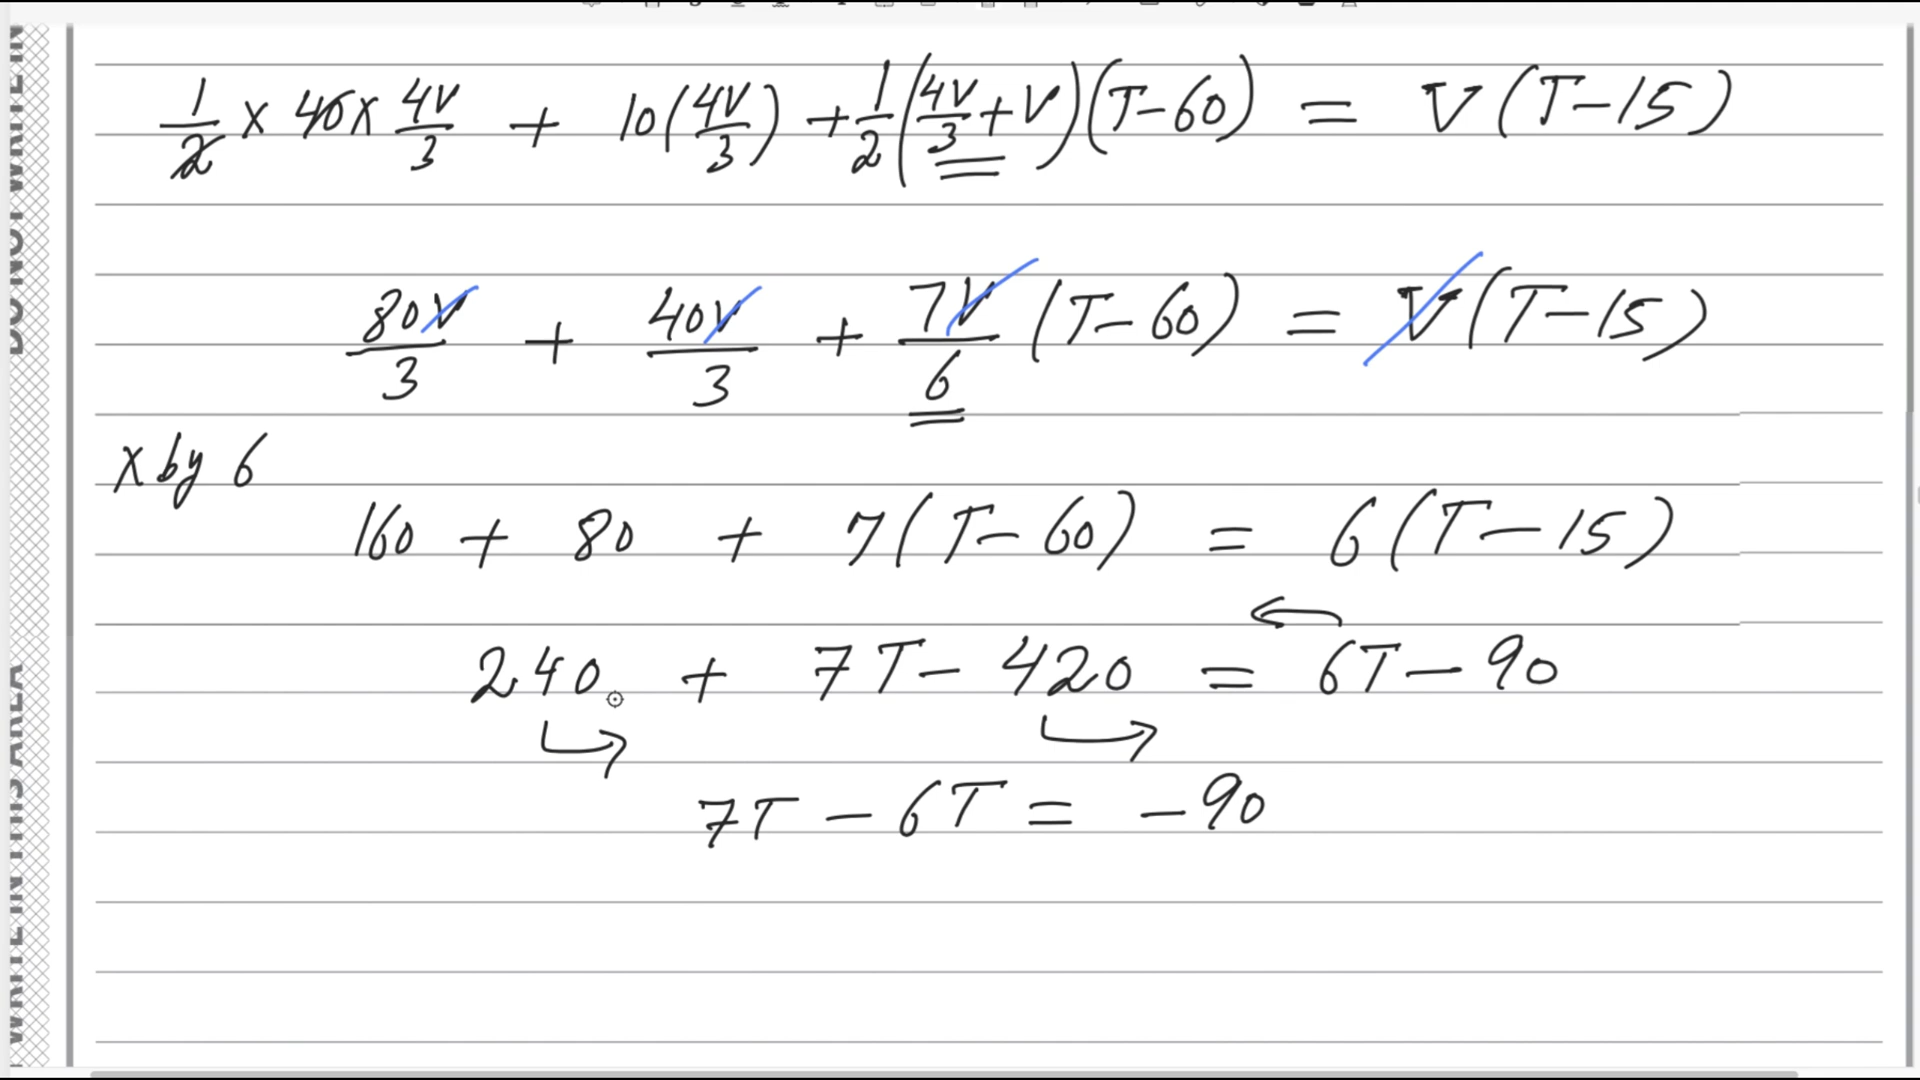 1/2 × 40 × 4V/3 + 10(4V/3) + 1/2(4V/3 + V)(T-60) = V(T-15)
80V/3 + 40V/3 + 7V/6 (T-60) = V(T-15)
× by 6
160 + 80 + 7(T-60) = 6(T-15)
240 + 7T - 420 = 6T - 90
7T - 6T = -90